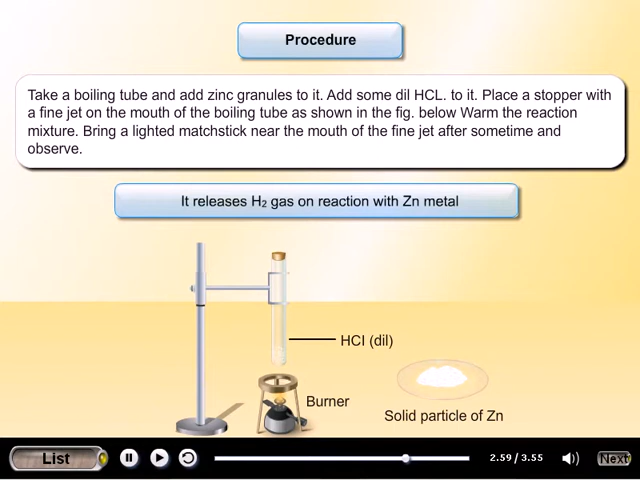 Procedure
Take a boiling tube and add zinc granules to it. Add some dil HCL. to it. Place a stopper with
a fine jet on the mouth of the boiling tube as shown in the fig. below Warm the reaction
mixture. Bring a lighted matchstick near the mouth of the fine jet after sometime and
observe.
It releases H₂ gas on reaction with Zn metal
HCl (dil)
Burner
Solid particle of Zn
List
2.59 / 3.55
Next